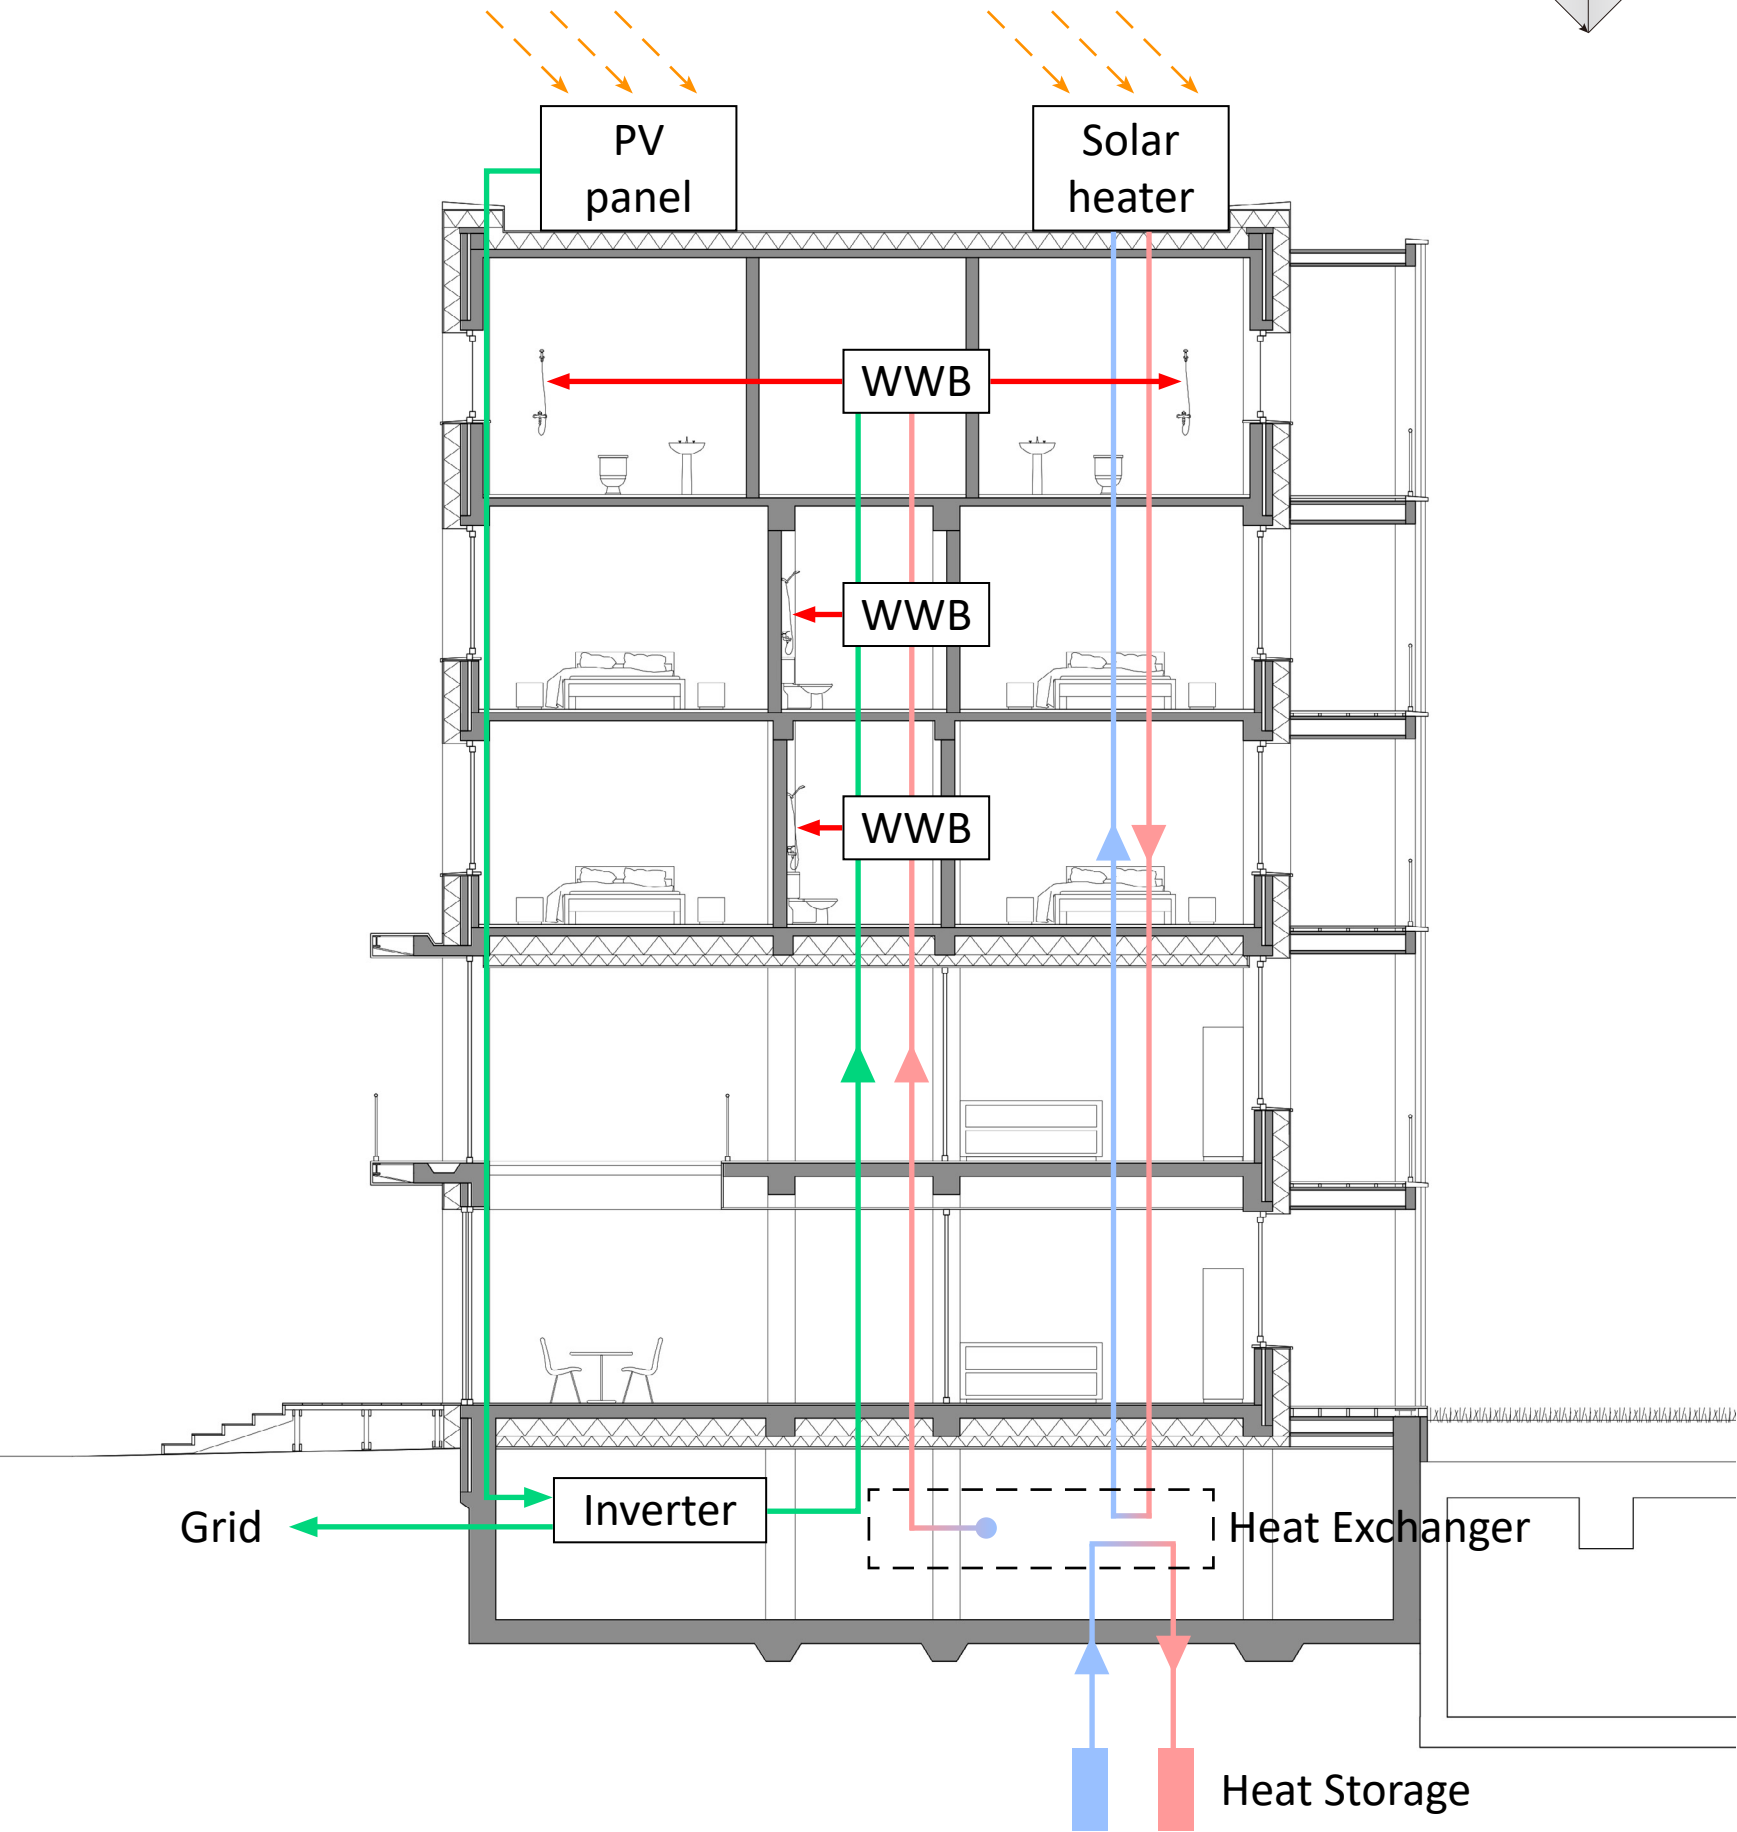 PV
panel
Solar
heater
WWB
WWB
WWB
Inverter
Grid
Heat Exchanger
Heat Storage